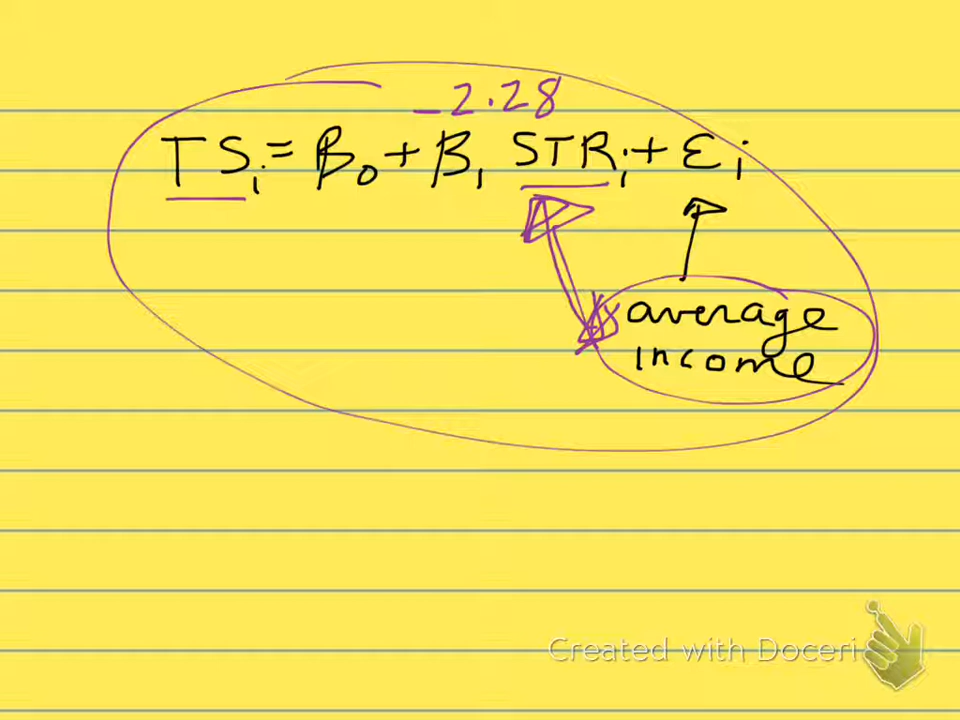 -2.28
TSᵢ = β₀ + β₁ STRᵢ + εᵢ
average
income
Created with Doceri